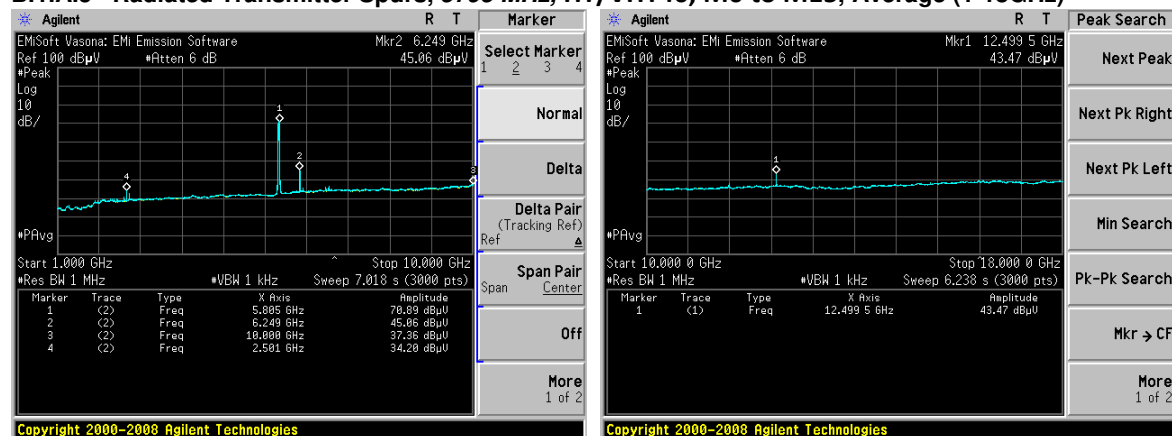 Radiated Transmitter Spurs, MHz, to Average
Agilent R T
EMiSoft Vasona: EMi Emission Software Mkr2 6.249 GHz
Ref 100 dBµV #Atten 6 dB 45.06 dBµV
#Peak
Log
10
dB/
1
2
3
4
#PAvg
Start 1.000 GHz ^ Stop 10.000 GHz
#Res BW 1 MHz #VBW 1 kHz Sweep 7.018 s (3000 pts)
Marker Trace Type X Axis Amplitude
1 (2) Freq 5.805 GHz 70.89 dBµV
2 (2) Freq 6.249 GHz 45.06 dBµV
3 (2) Freq 10.000 GHz 37.36 dBµV
4 (2) Freq 2.501 GHz 34.20 dBµV
Copyright 2000-2008 Agilent Technologies
Marker
Select Marker
1 2 3 4
Normal
Delta
Delta Pair
(Tracking Ref)
Ref Δ
Span Pair
Span Center
Off
More
1 of 2
Agilent R T
EMiSoft Vasona: EMi Emission Software Mkr1 12.499 5 GHz
Ref 100 dBµV #Atten 6 dB 43.47 dBµV
#Peak
Log
10
dB/
1
#PAvg
Start 10.000 0 GHz ^ Stop 18.000 0 GHz
#Res BW 1 MHz #VBW 1 kHz Sweep 6.238 s (3000 pts)
Marker Trace Type X Axis Amplitude
1 (1) Freq 12.499 5 GHz 43.47 dBµV
Copyright 2000-2008 Agilent Technologies
Peak Search
Next Peak
Next Pk Right
Next Pk Left
Min Search
Pk-Pk Search
Mkr → CF
More
1 of 2